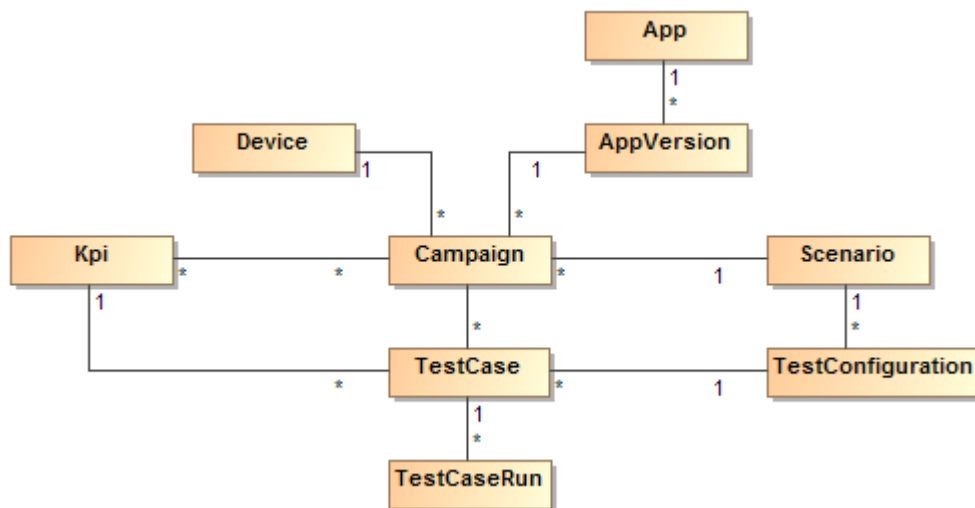 App
1
*
Device
AppVersion
1
1
*
*
Kpi
Campaign
Scenario
*
*
*
1
1
1
*
*
TestCase
TestConfiguration
*
*
1
1
*
TestCaseRun